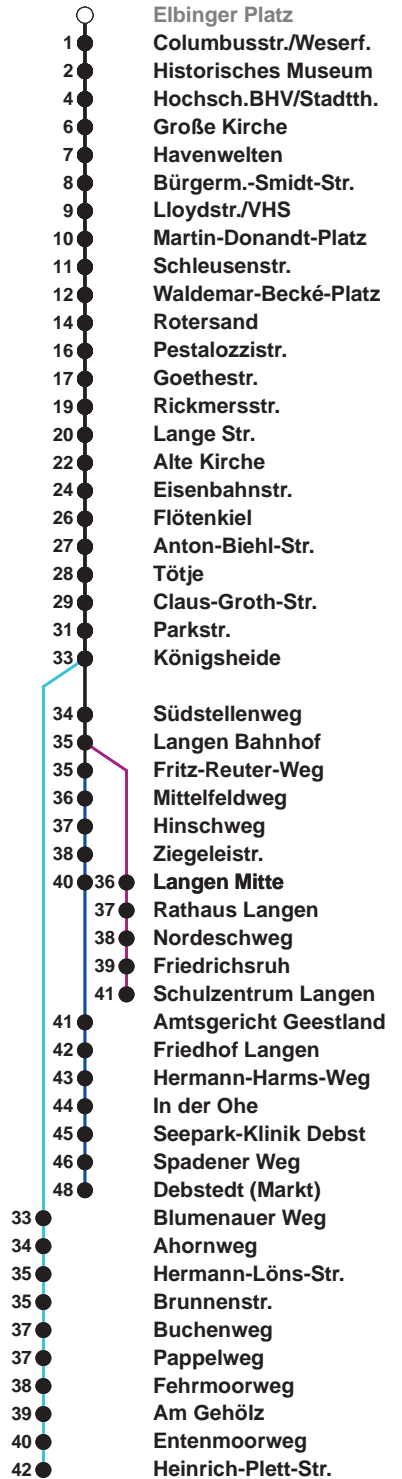 Elbinger Platz
1 Columbusstr./Weserf.
2 Historisches Museum
4 Hochsch.BHV/Stadtth.
6 Große Kirche
7 Havenwelten
8 Bürgerm.-Smidt-Str.
9 Lloydstr./VHS
10 Martin-Donandt-Platz
11 Schleusenstr.
12 Waldemar-Becké-Platz
14 Rotersand
16 Pestalozzistr.
17 Goethestr.
19 Rickmersstr.
20 Lange Str.
22 Alte Kirche
24 Eisenbahnstr.
26 Flötenkiel
27 Anton-Biehl-Str.
28 Tötje
29 Claus-Groth-Str.
31 Parkstr.
33 Königsheide
34 Südstellenweg
35 Langen Bahnhof
35 Fritz-Reuter-Weg
36 Mittelfeldweg
37 Hinschweg
38 Ziegeleistr.
40 36 Langen Mitte
37 Rathaus Langen
38 Nordeschweg
39 Friedrichsruh
41 Schulzentrum Langen
41 Amtsgericht Geestland
42 Friedhof Langen
43 Hermann-Harms-Weg
44 In der Ohe
45 Seepark-Klinik Debst
46 Spadener Weg
48 Debstedt (Markt)
33 Blumenauer Weg
34 Ahornweg
35 Hermann-Löns-Str.
35 Brunnenstr.
37 Buchenweg
37 Pappelweg
38 Fehrmoorweg
39 Am Gehölz
40 Entenmoorweg
42 Heinrich-Plett-Str.